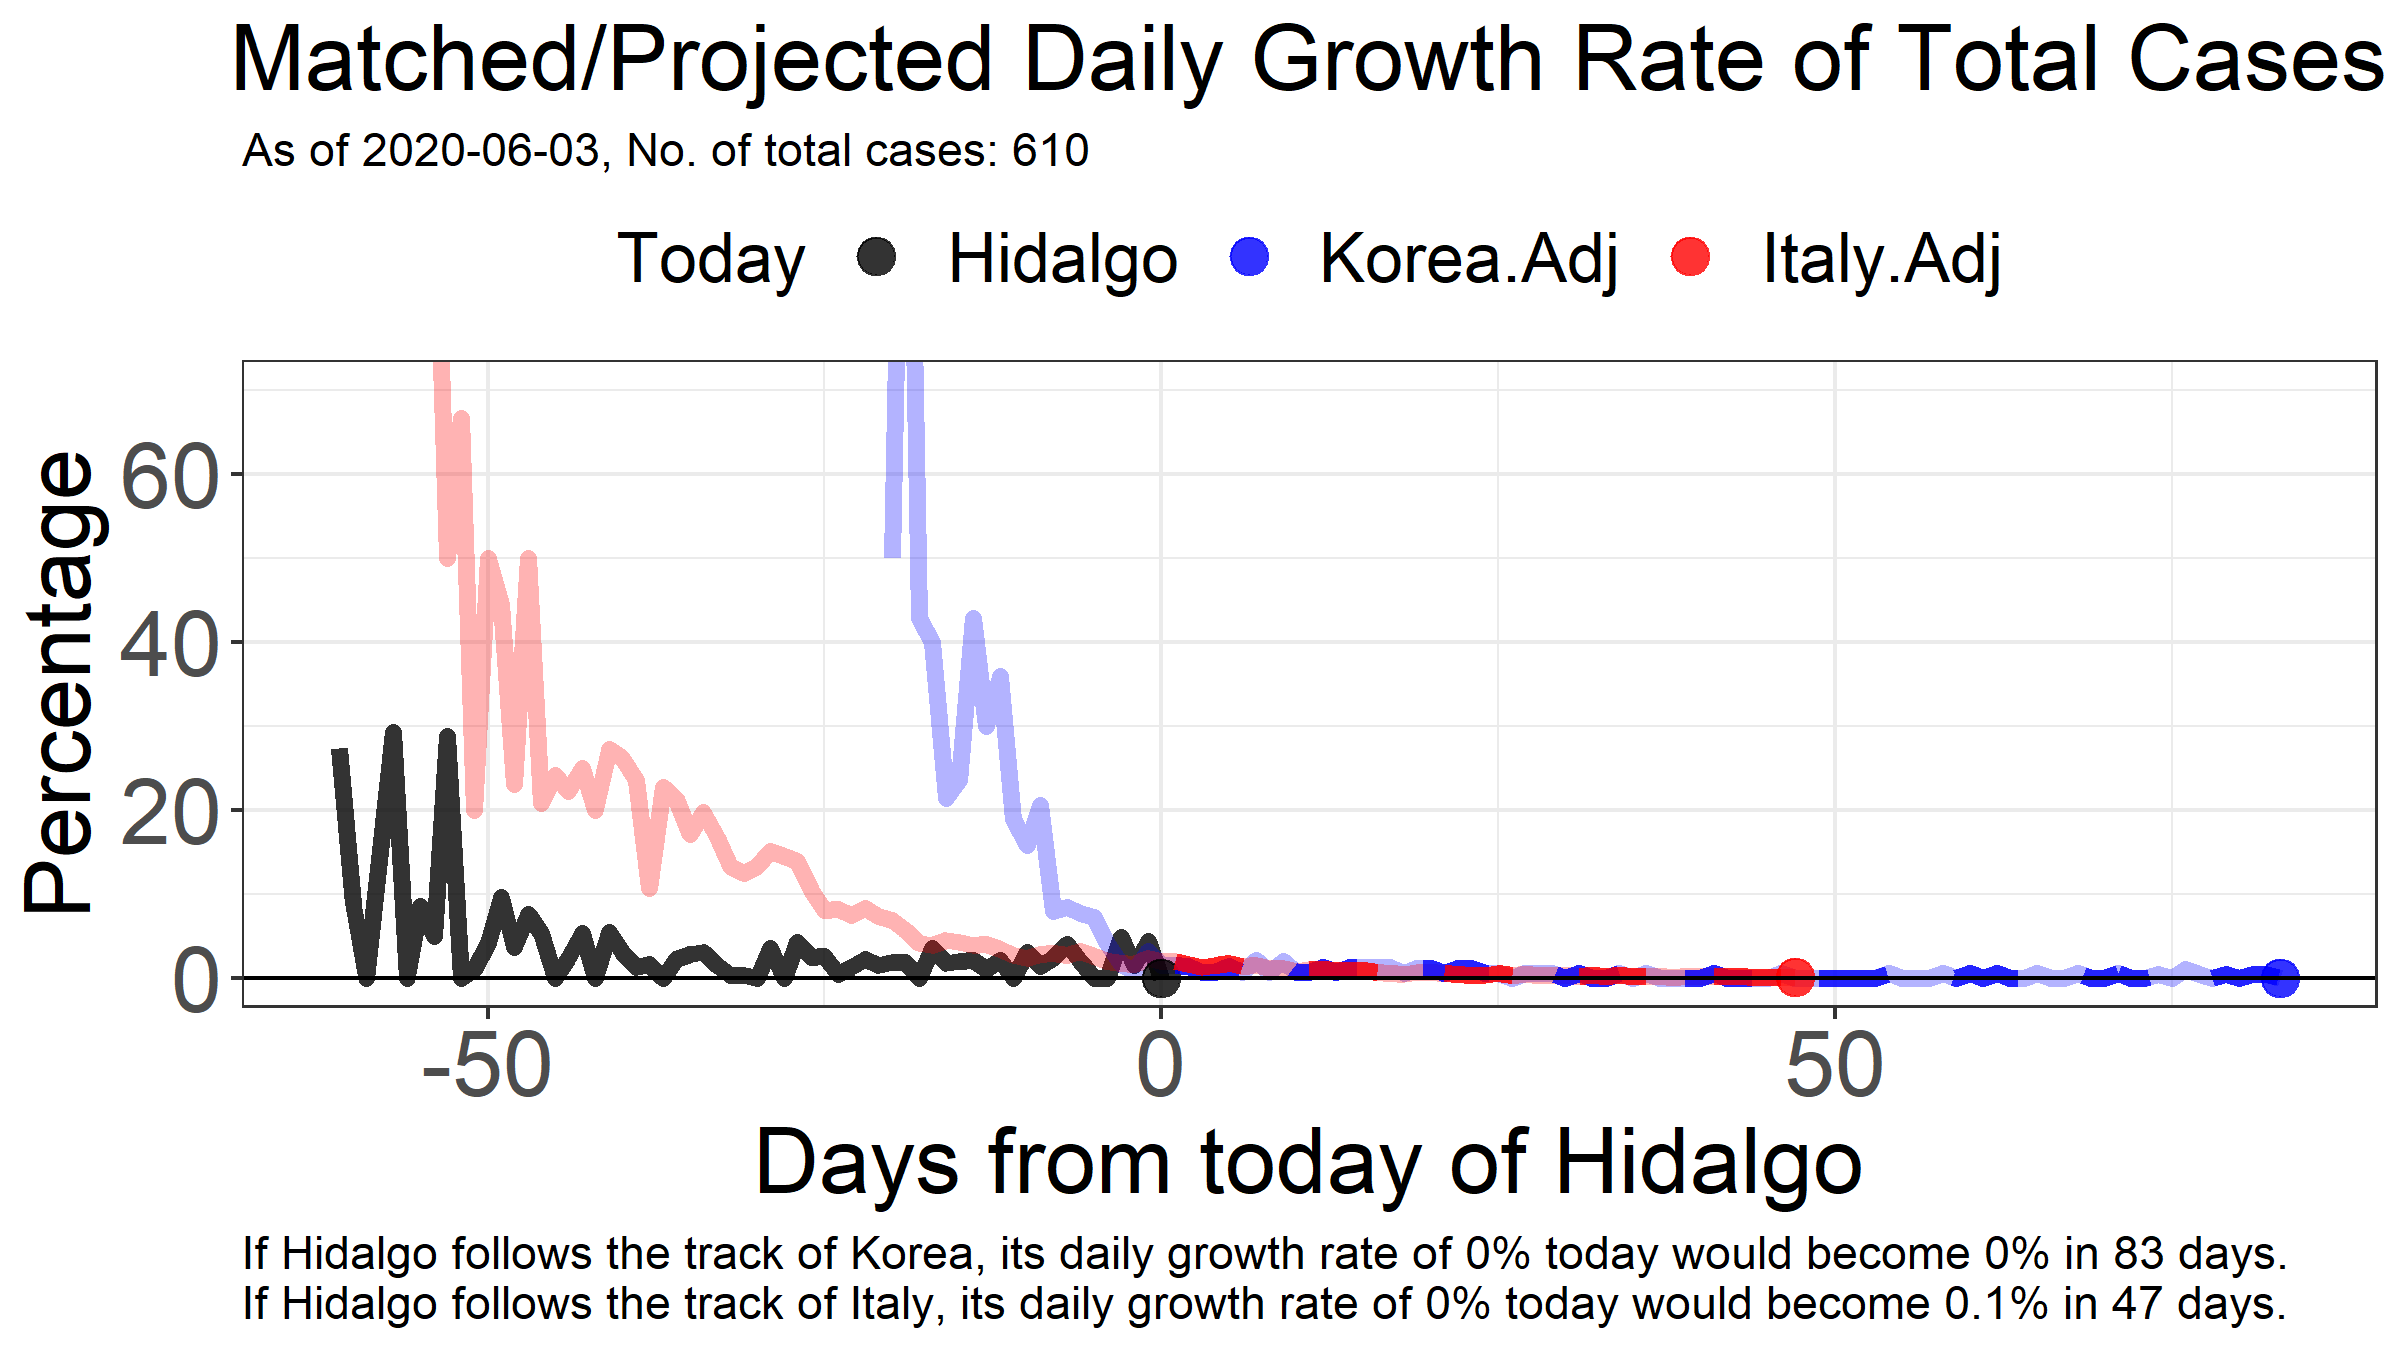 Matched/Projected Daily Growth Rate of Total Cases
As of 2020-06-03, No. of total cases: 610
Today Hidalgo Korea.Adj Italy.Adj
Percentage
60
40
20
0
-50 0 50
Days from today of Hidalgo
If Hidalgo follows the track of Korea, its daily growth rate of 0% today would become 0% in 83 days.
If Hidalgo follows the track of Italy, its daily growth rate of 0% today would become 0.1% in 47 days.